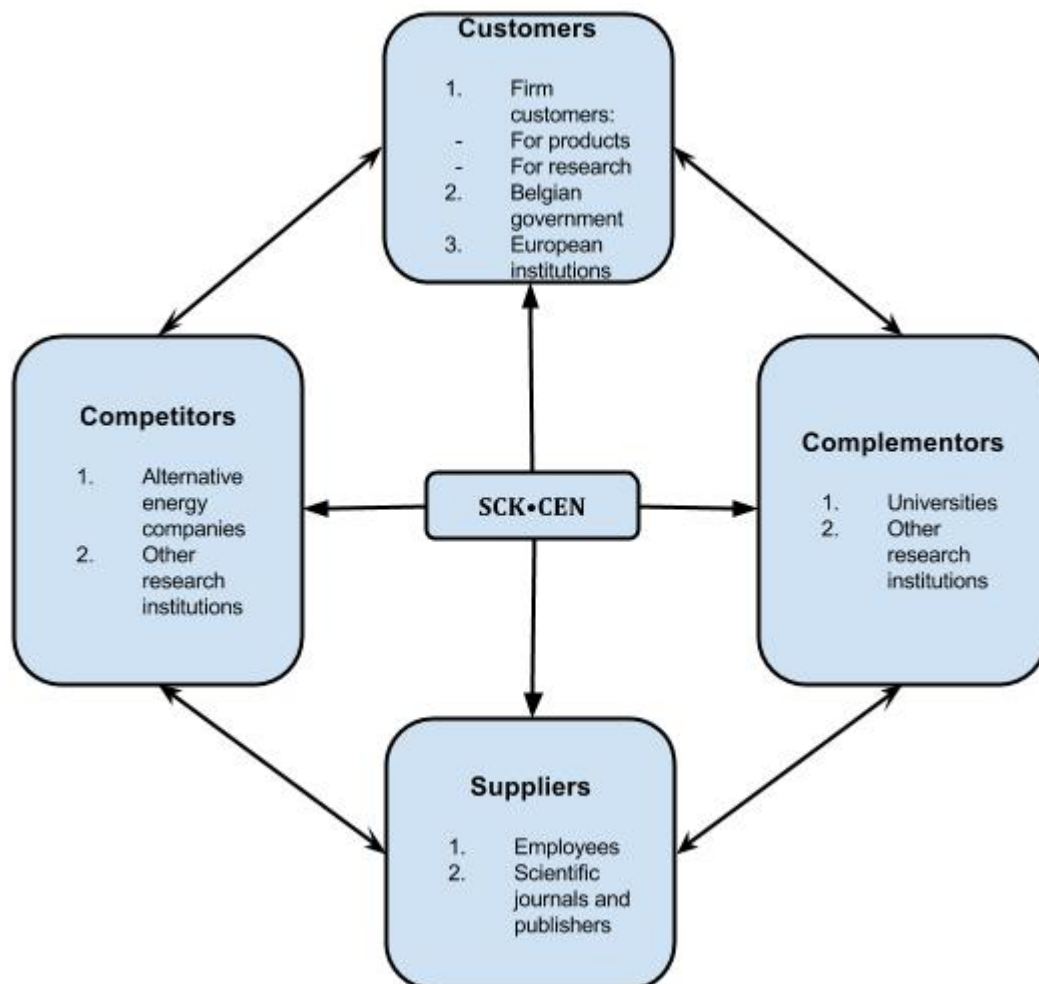 Customers
1. Firm
customers:
- For products
- For research
2. Belgian
government
3. European
institutions
Competitors
1. Alternative
energy
companies
2. Other
research
institutions
SCK•CEN
Complementors
1. Universities
2. Other
research
institutions
Suppliers
1. Employees
2. Scientific
journals and
publishers